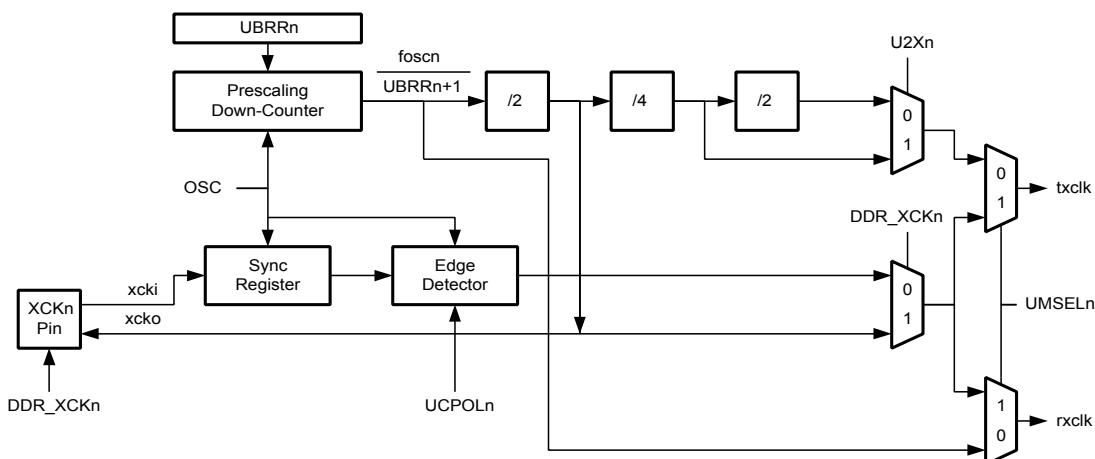 UBRRn
foscn
UBRRn+1
U2Xn
Prescaling
Down-Counter
/2
/4
/2
0
1
OSC
0
1
txclk
DDR_XCKn
Sync
Register
Edge
Detector
xcki
0
1
XCKn
Pin
xcko
UMSELn
DDR_XCKn
UCPOLn
1
0
rxclk